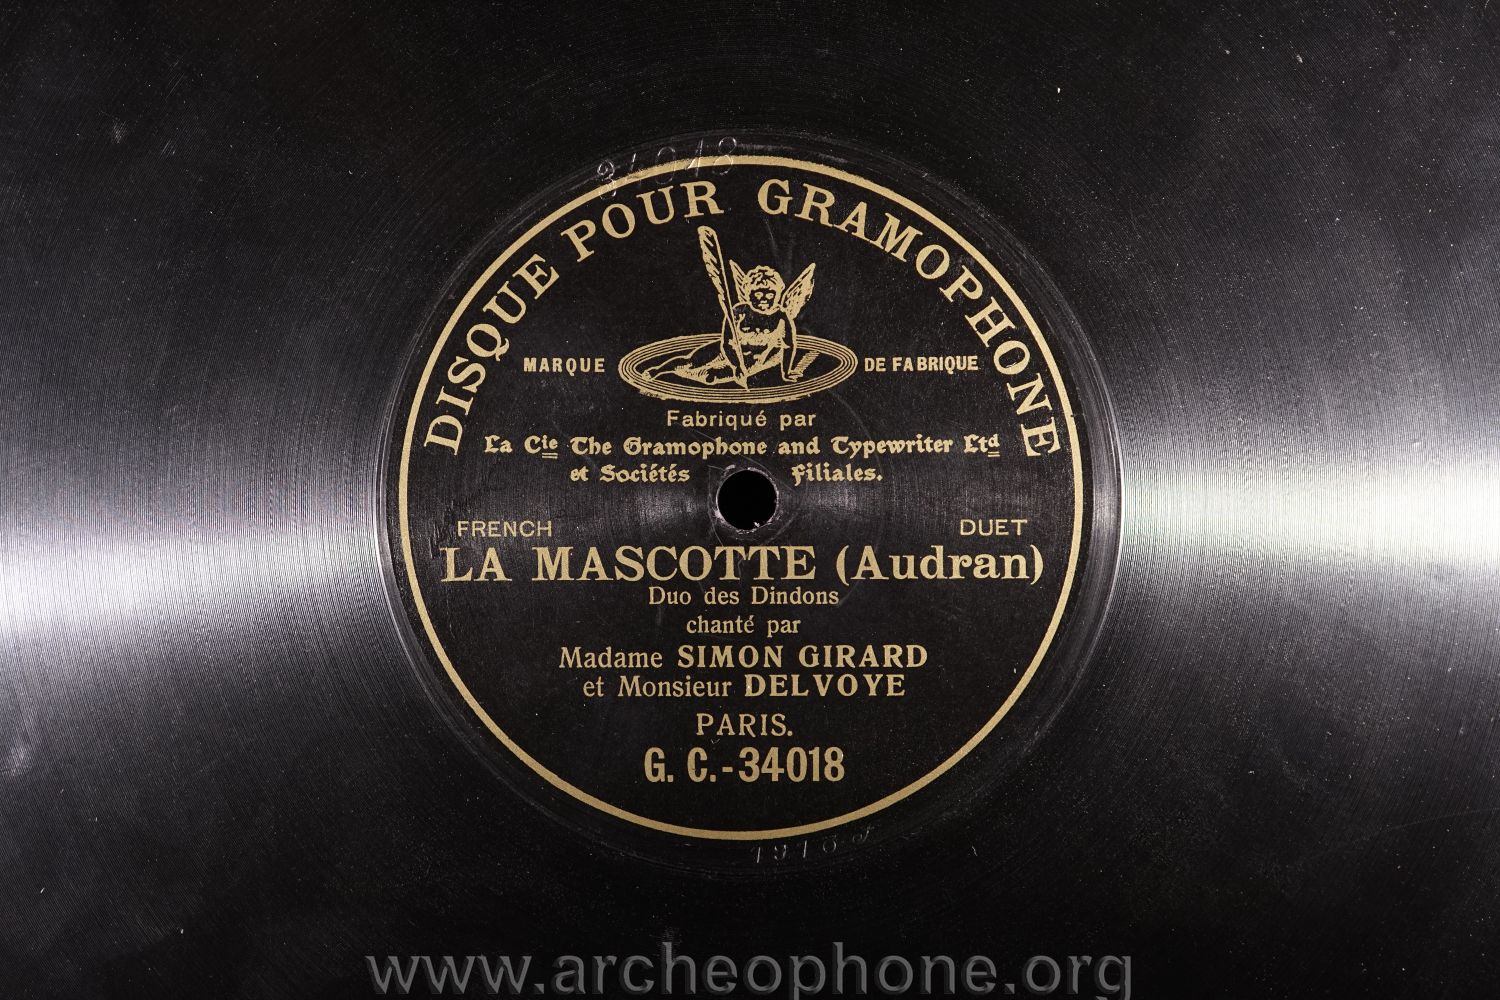 34018
DISQUE POUR GRAMOPHONE
MARQUE DE FABRIQUE
Fabriqué par
La Cie The Gramophone and Typewriter Ltd
et Sociétés filiales.
FRENCH DUET
LA MASCOTTE (Audran)
Duo des Dindons
chanté par
Madame SIMON GIRARD
et Monsieur DELVOYE
PARIS.
G. C.-34018
www.archeophone.org